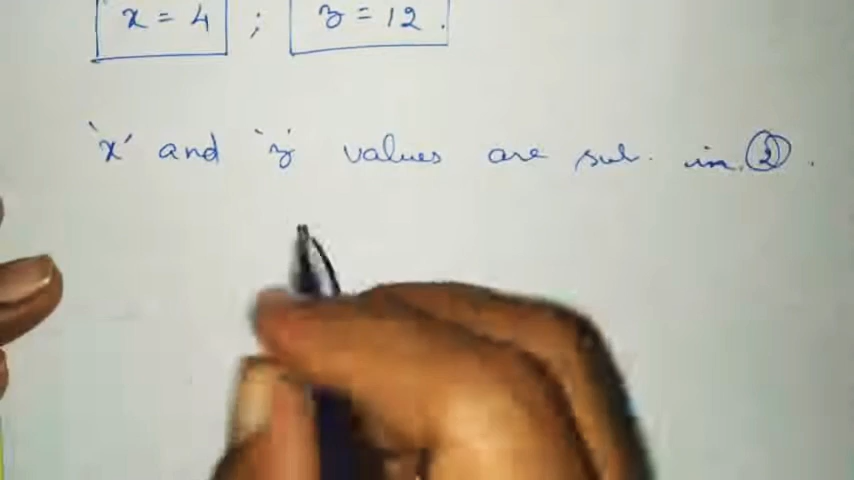 x = 4 ; z = 12 .
'x' and 'z' values are sub. in ② .